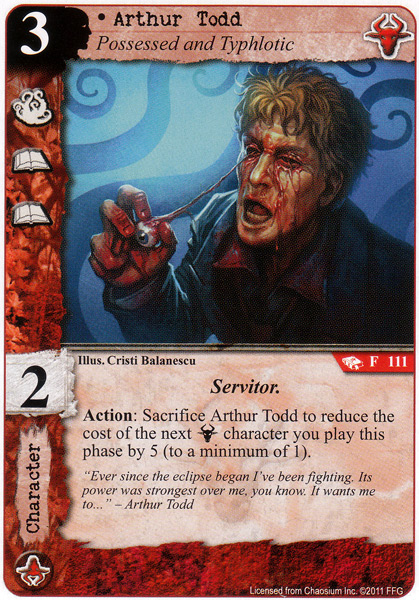 3
• Arthur Todd
Possessed and Typhlotic
Illus. Cristi Balanescu
F 111
2
Servitor.
Action: Sacrifice Arthur Todd to reduce the
cost of the next character you play this
phase by 5 (to a minimum of 1).
"Ever since the eclipse began I've been fighting. Its
power was strongest over me, you know. It wants me
to..." – Arthur Todd
Character
Licensed from Chaosium Inc. ©2011 FFG